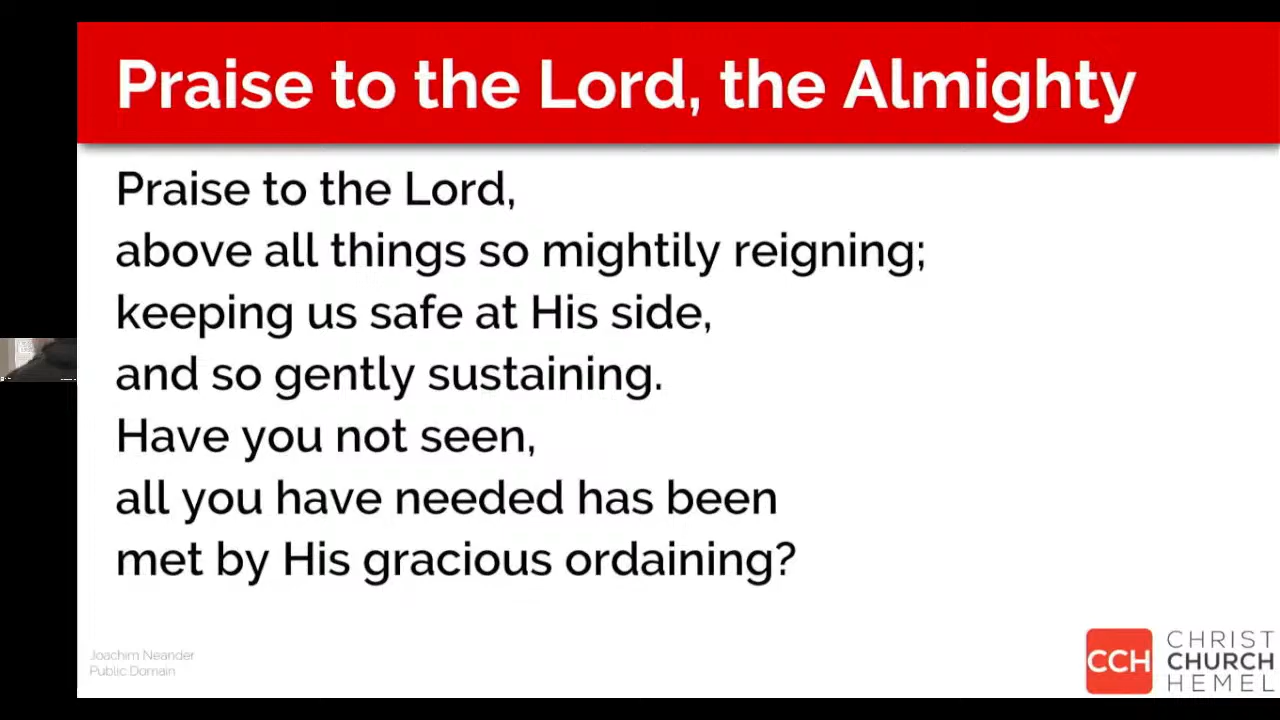 Praise to the Lord, the Almighty
Praise to the Lord,
above all things so mightily reigning;
keeping us safe at His side,
and so gently sustaining.
Have you not seen,
all you have needed has been
met by His gracious ordaining?
Joachim Neander
Public Domain
CCH
CHRIST
CHURCH
HEMEL